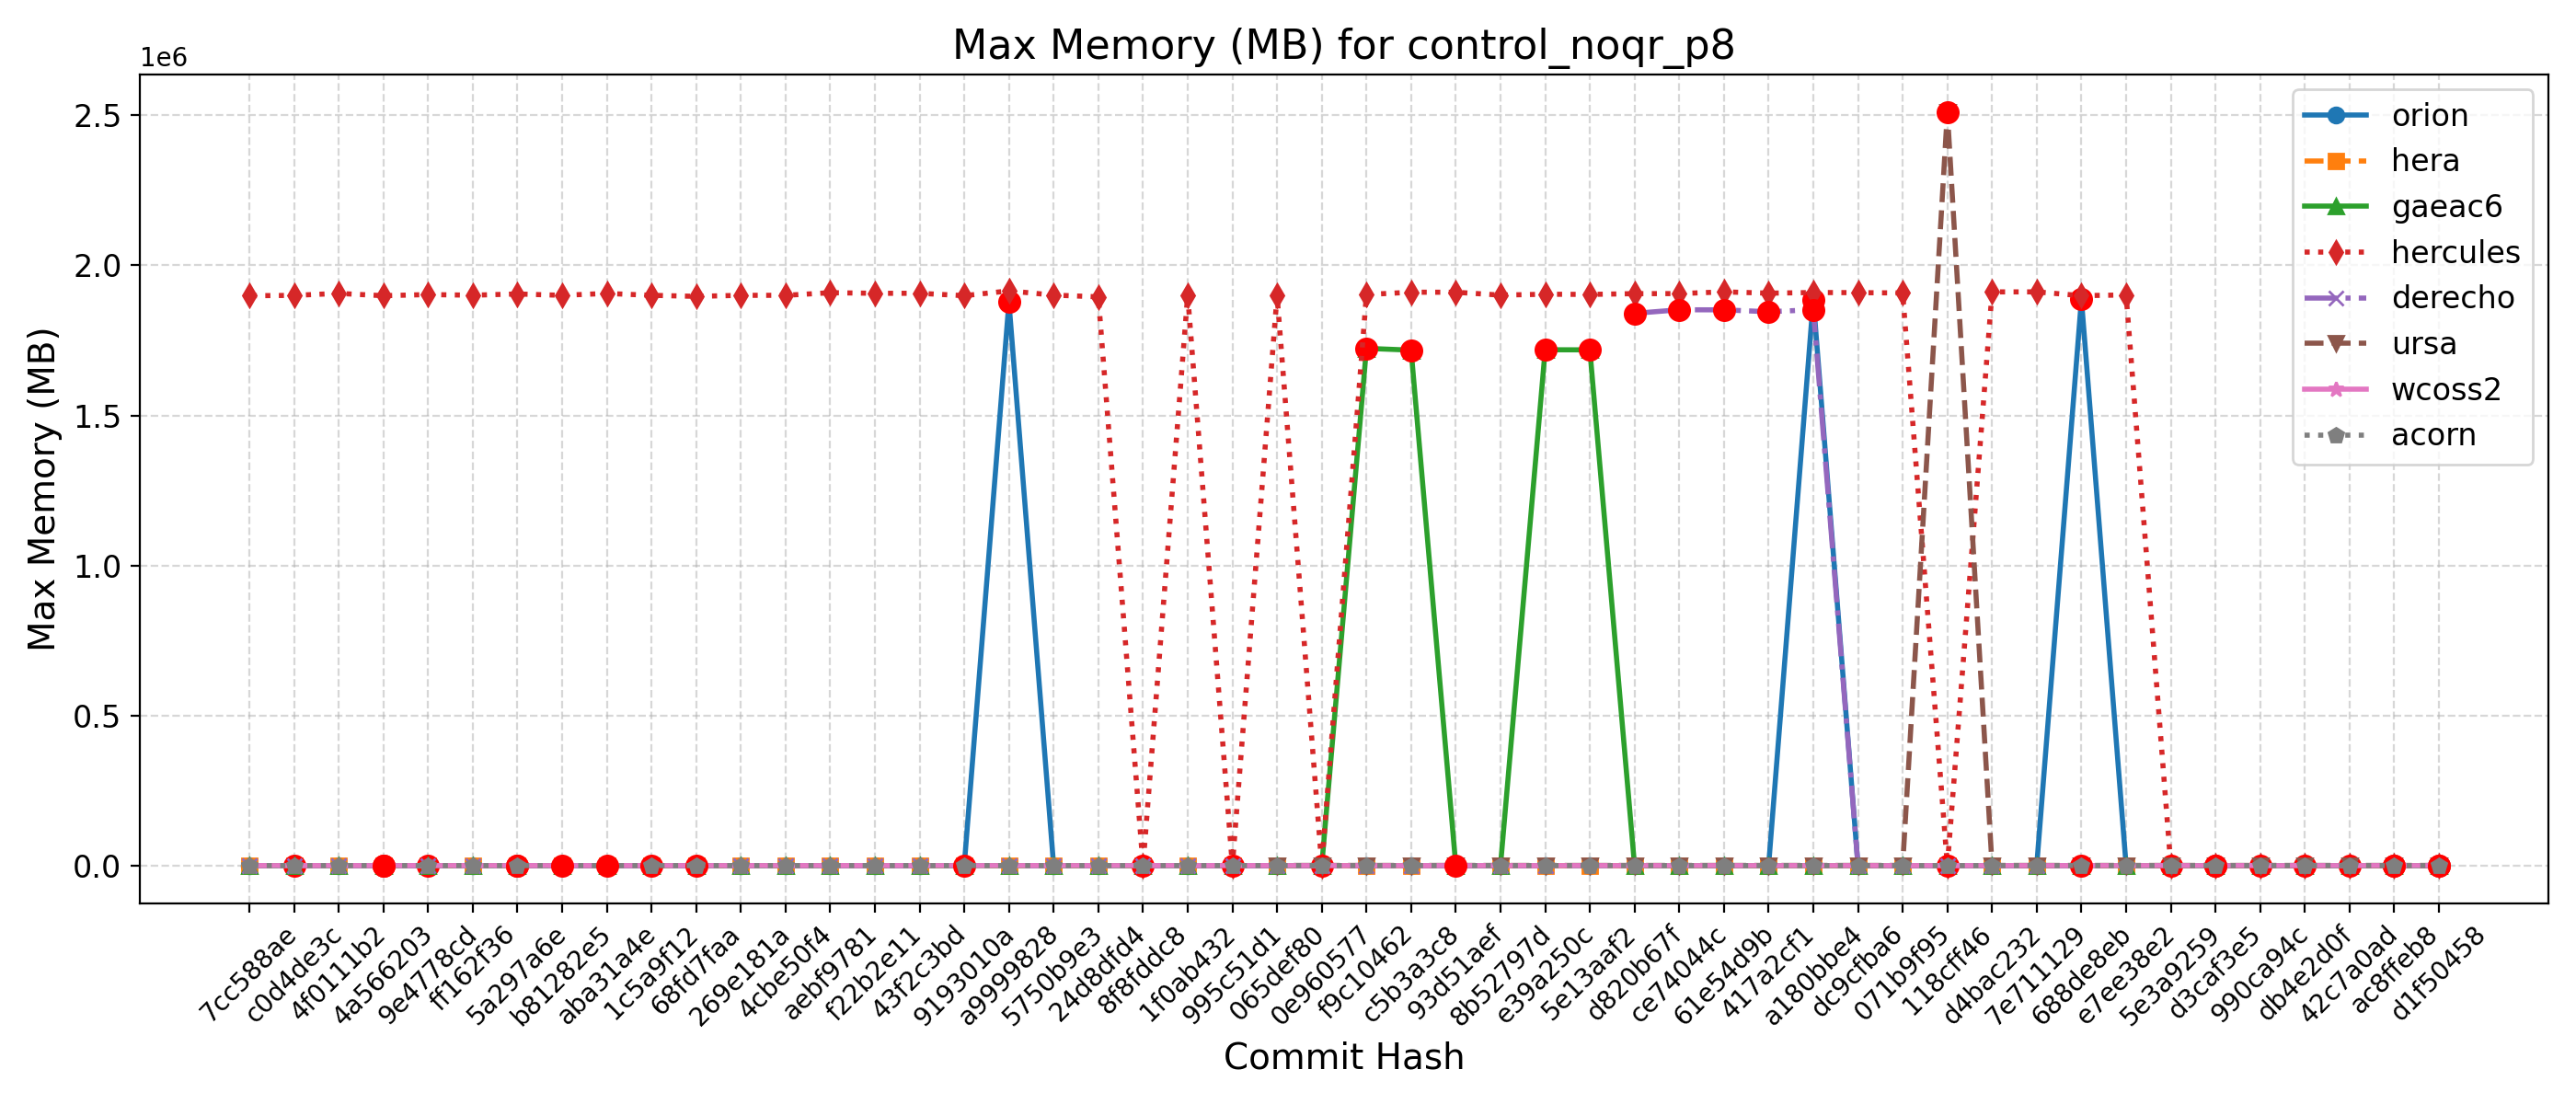 Max Memory (MB) for control_noqr_p8
1e6
2.5
2.0
1.5
1.0
0.5
0.0
Max Memory (MB)
orion
hera
gaeac6
hercules
derecho
ursa
wcoss2
acorn
7cc588ae
c0d4de3c
4f0111b2
4a566203
9e4778cd
ff162f36
5a297a6e
b81282e5
aba31a4e
1c5a9f12
68fd7faa
269e181a
4cbe50f4
aebf9781
f22b2e11
43f2c3bd
9193010a
a9999828
5750b9e3
24d8dfd4
8f8fddc8
1f0ab432
995c51d1
065def80
0e960577
f9c10462
c5b3a3c8
93d51aef
8b52797d
e39a250c
5e13aaf2
d820b67f
ce74044c
61e54d9b
417a2cf1
a180bbe4
dc9cfba6
071b9f95
118cff46
d4bac232
7e711129
688de8eb
e7ee38e2
5e3a9259
d3caf3e5
990ca94c
db4e2d0f
42c7a0ad
ac8ffeb8
d1f50458
Commit Hash